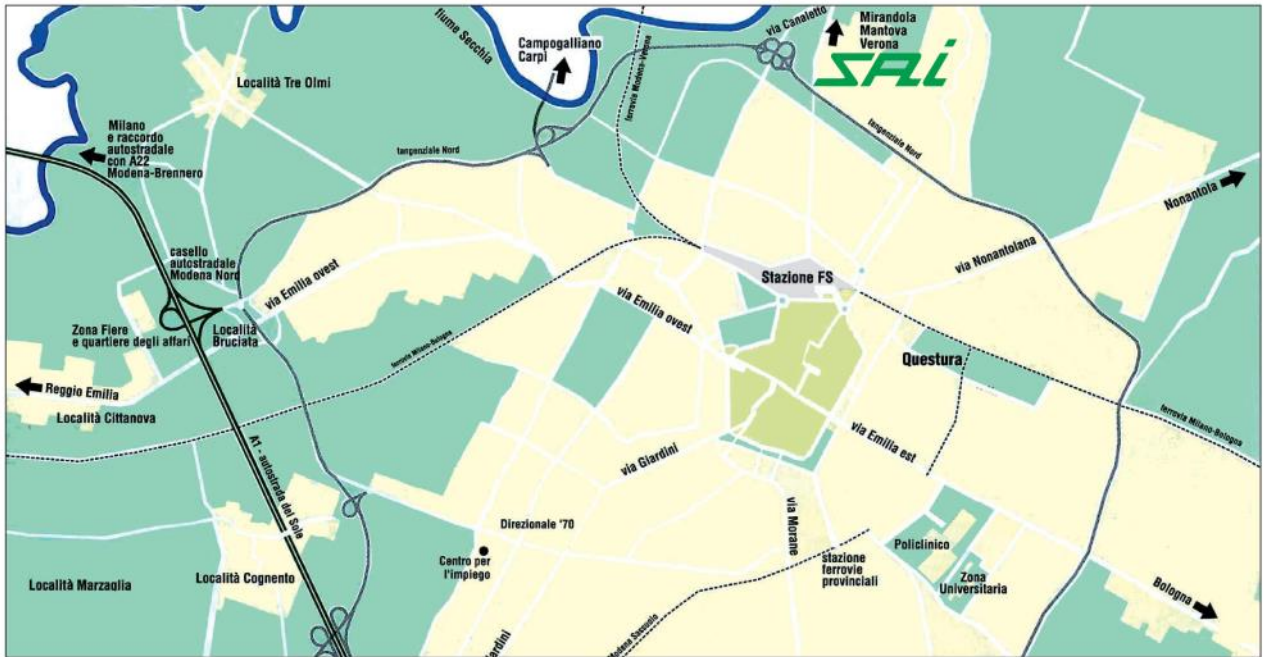 fiume Secchia
Campogalliano
Carpi
via Canaletto
Mirandola
Mantova
Verona
SAi
Località Tre Olmi
ferrovia Modena-Verona
Milano
e raccordo
autostradale
con A22
Modena-Brennero
tangenziale Nord
tangenziale Nord
Nonantola
casello
autostradale
Modena Nord
via Emilia ovest
via Nonantolana
Stazione FS
via Emilia ovest
Zona Fiere
e quartiere degli affari
Località
Bruciata
ferrovia Milano-Bologna
Questura
Reggio Emilia
Località Cittanova
ferrovia Milano-Bologna
via Emilia est
via Giardini
A1 - autostrada del Sole
via Morane
Direzionale '70
Centro per
l'impiego
stazione
ferrovie
provinciali
Policlinico
Zona
Universitaria
Località Marzaglia
Località Cognento
Bologna
iardini
Modena Sassuolo